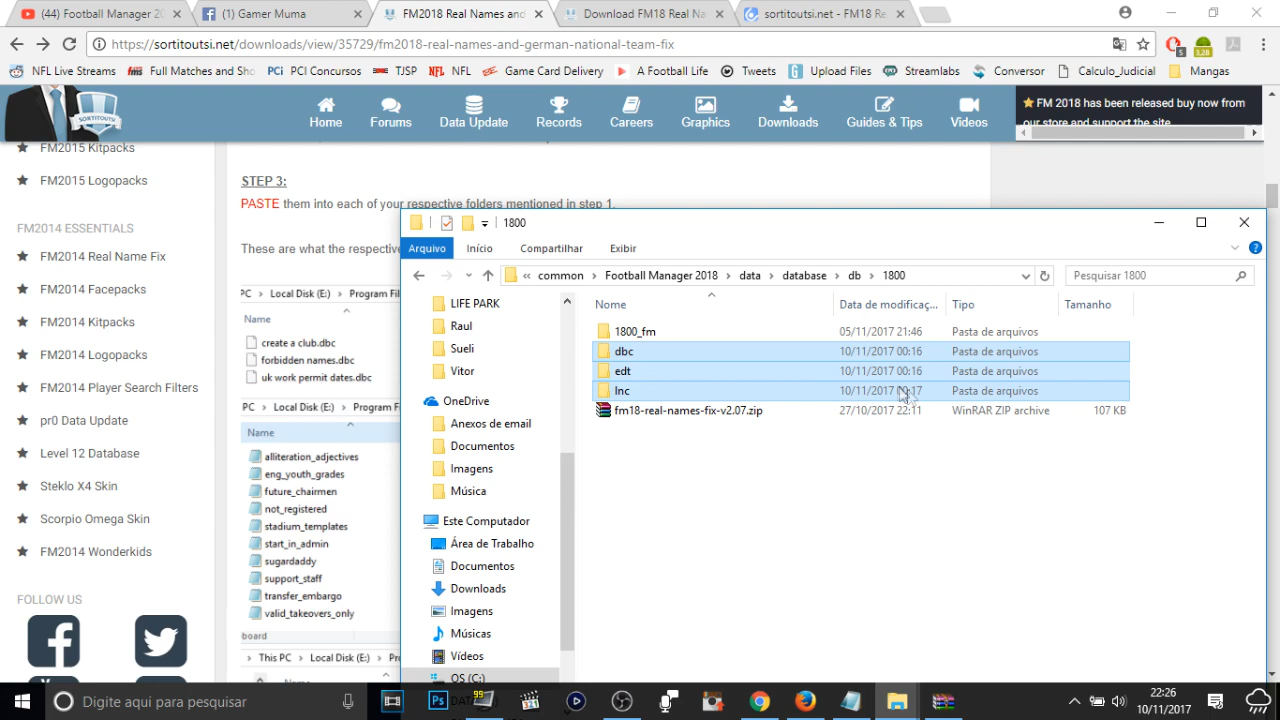 (44) Football Manager 20
(1) Gamer Muma
FM2018 Real Names and
Download FM18 Real Na
sortitoutsi.net - FM18 Re
https://sortitoutsi.net/downloads/view/35729/fm2018-real-names-and-german-national-team-fix
NFL Live Streams
Full Matches and Sho
PCi PCI Concursos
TJSP
NFL
Game Card Delivery
A Football Life
Tweets
Upload Files
Streamlabs
Conversor
Calculo_Judicial
Mangas
SORTITOUTSI
Home
Forums
Data Update
Records
Careers
Graphics
Downloads
Guides & Tips
Videos
FM 2018 has been released buy now from
our store and support the site
FM2015 Kitpacks
FM2015 Logopacks
FM2014 ESSENTIALS
FM2014 Real Name Fix
FM2014 Facepacks
FM2014 Kitpacks
FM2014 Logopacks
FM2014 Player Search Filters
pr0 Data Update
Level 12 Database
Steklo X4 Skin
Scorpio Omega Skin
FM2014 Wonderkids
FOLLOW US
STEP 3:
PASTE them into each of your respective folders mentioned in step 1.
These are what the respective
PC > Local Disk (E:) > Program Fil
Name
create a club.dbc
forbidden names.dbc
uk work permit dates.dbc
PC > Local Disk (E:) > Program F
Name
alliteration_adjectives
eng_youth_grades
future_chairmen
not_registered
stadium_templates
start_in_admin
sugardaddy
support_staff
transfer_embargo
valid_takeovers_only
board
This PC > Local Disk (E:) > Pro
1800
Arquivo
Início
Compartilhar
Exibir
« common > Football Manager 2018 > data > database > db > 1800
Pesquisar 1800
LIFE PARK
Raul
Sueli
Vitor
OneDrive
Anexos de email
Documentos
Imagens
Música
Este Computador
Área de Trabalho
Documentos
Downloads
Imagens
Músicas
Vídeos
OS (C:)
Nome
Data de modificaç...
Tipo
Tamanho
1800_fm 05/11/2017 21:46 Pasta de arquivos
dbc 10/11/2017 00:16 Pasta de arquivos
edt 10/11/2017 00:16 Pasta de arquivos
lnc 10/11/2017 00:17 Pasta de arquivos
fm18-real-names-fix-v2.07.zip 27/10/2017 22:11 WinRAR ZIP archive 107 KB
Digite aqui para pesquisar
Ps
99
22:26
10/11/2017